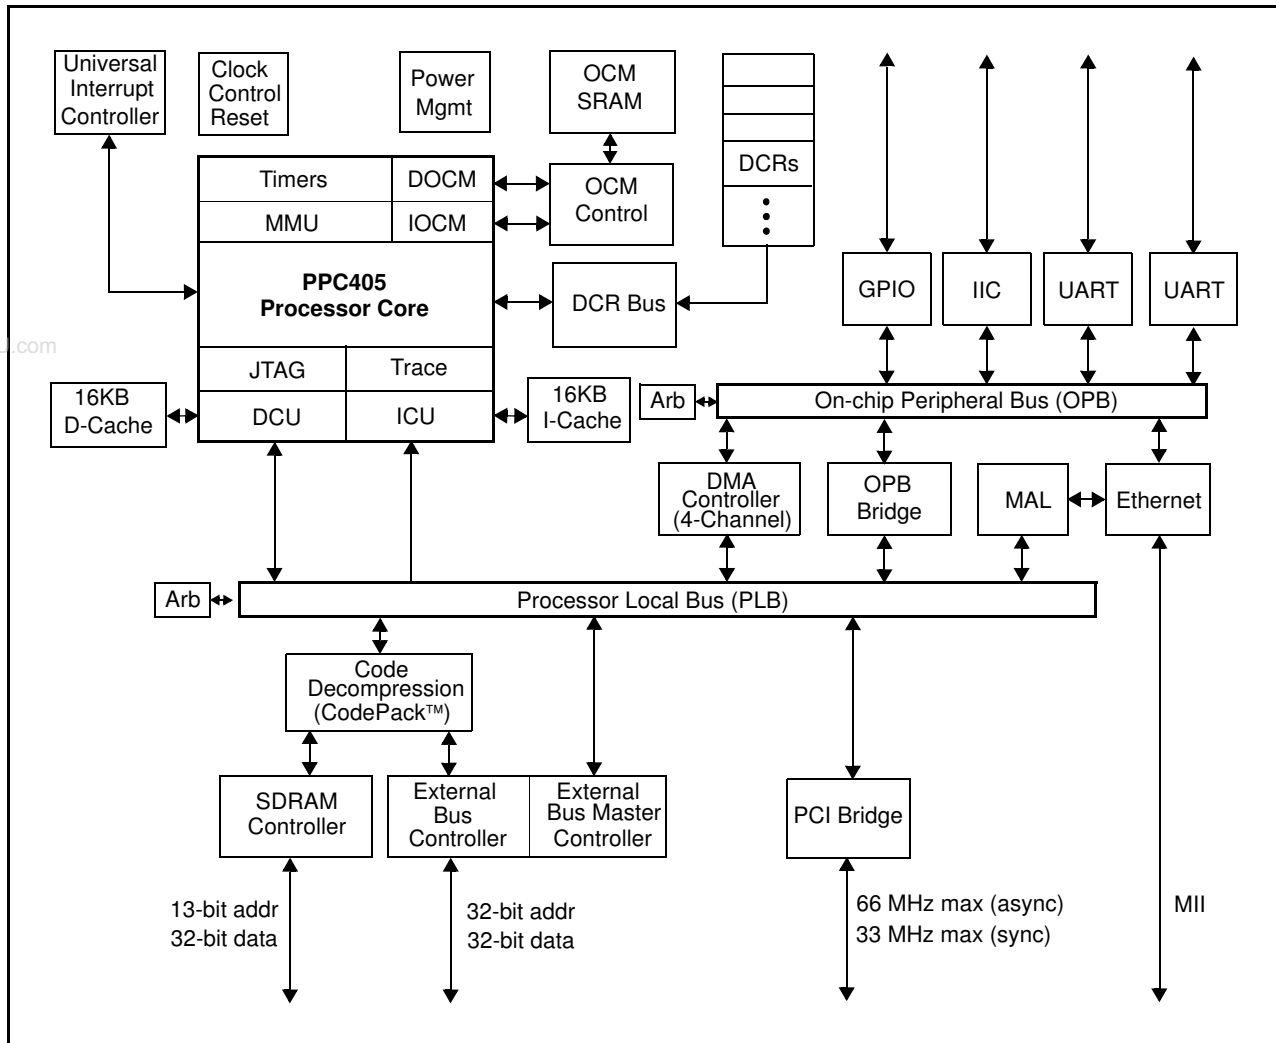 Universal
Interrupt
Controller
Clock
Control
Reset
Power
Mgmt
OCM
SRAM
DCRs
Timers
DOCM
MMU
IOCM
OCM
Control
PPC405
Processor Core
DCR Bus
GPIO
IIC
UART
UART
JTAG
Trace
DCU
ICU
16KB
D-Cache
16KB
I-Cache
Arb
On-chip Peripheral Bus (OPB)
DMA
Controller
(4-Channel)
OPB
Bridge
MAL
Ethernet
Arb
Processor Local Bus (PLB)
Code
Decompression
(CodePack™)
SDRAM
Controller
External
Bus
Controller
External
Bus Master
Controller
PCI Bridge
13-bit addr
32-bit data
32-bit addr
32-bit data
66 MHz max (async)
33 MHz max (sync)
MII